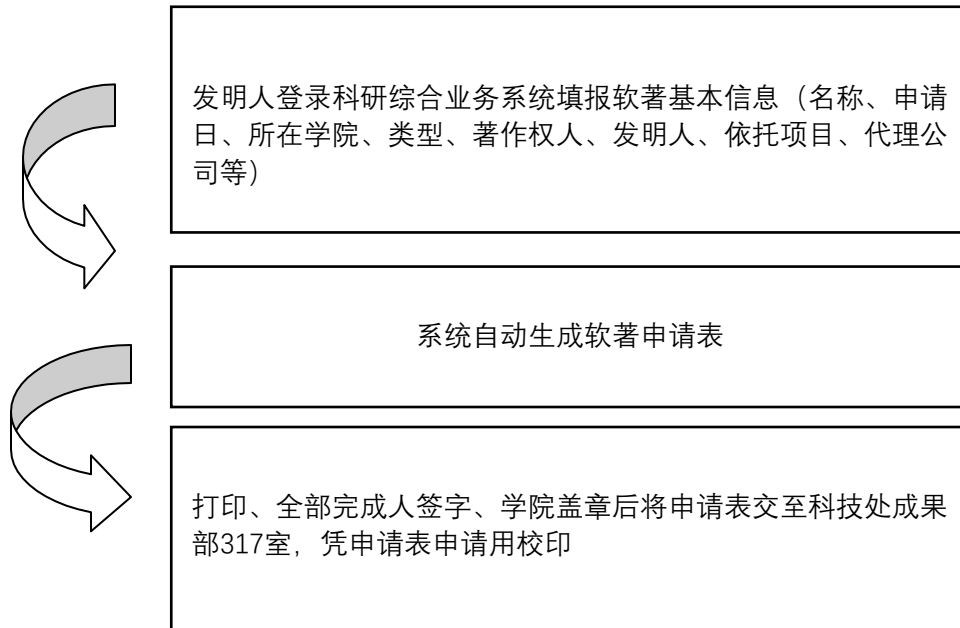 发明人登录科研综合业务系统填报软著基本信息（名称、申请
日、所在学院、类型、著作权人、发明人、依托项目、代理公
司等）
系统自动生成软著申请表
打印、全部完成人签字、学院盖章后将申请表交至科技处成果
部317室，凭申请表申请用校印